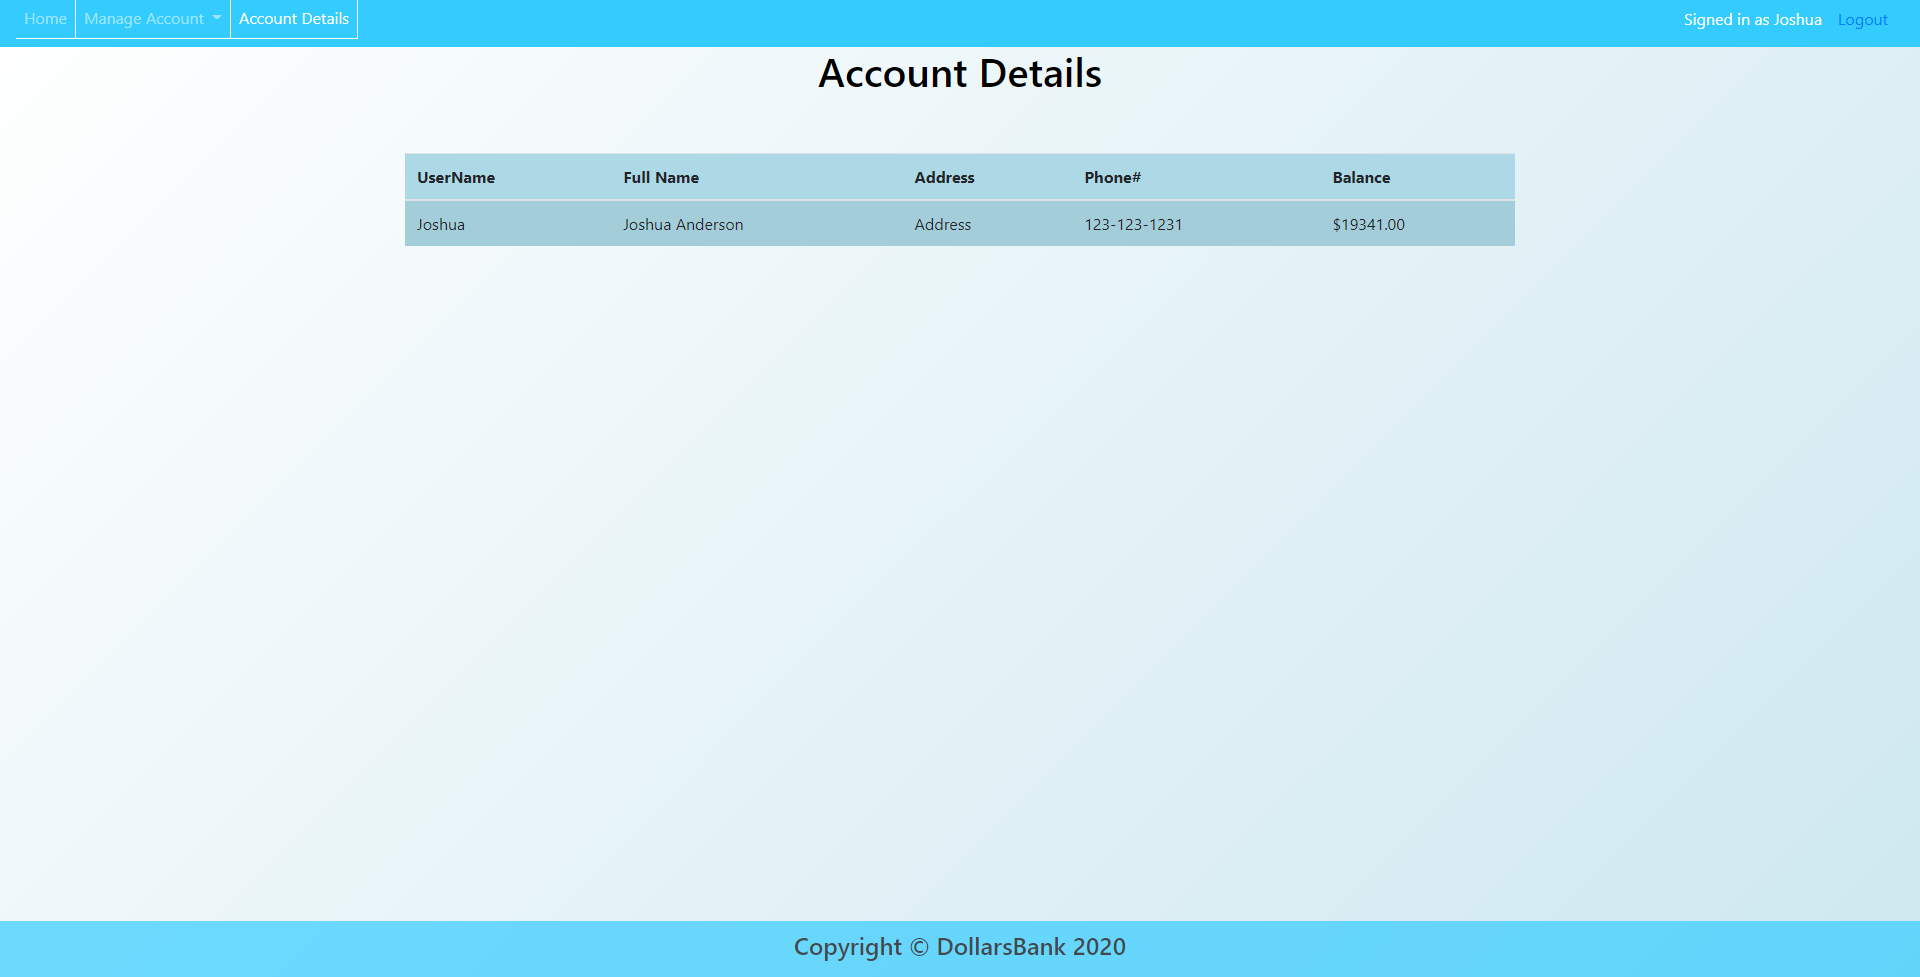 Home Manage Account Account Details Signed in as Joshua Logout
Account Details
UserName Full Name Address Phone# Balance
Joshua Joshua Anderson Address 123-123-1231 $19341.00
Copyright © DollarsBank 2020